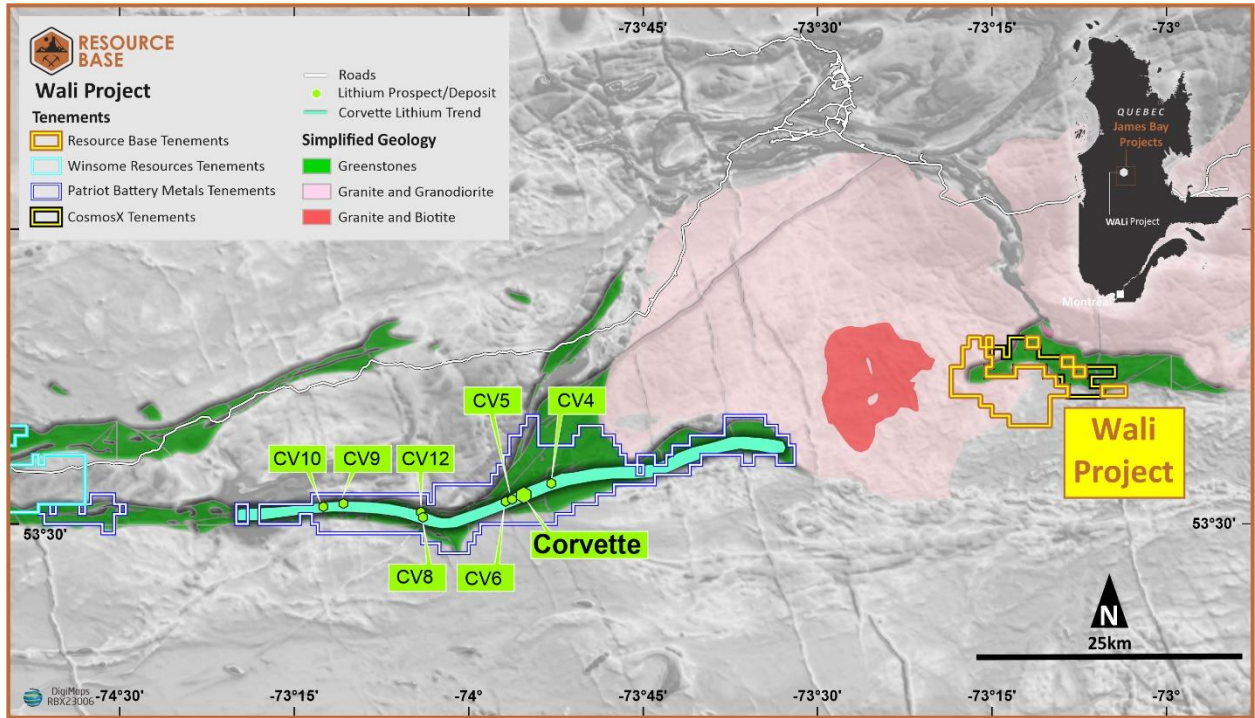 -73°45'
-73°30'
-73°15'
-73°
RESOURCE
BASE
Wali Project
Tenements
Resource Base Tenements
Winsome Resources Tenements
Patriot Battery Metals Tenements
CosmosX Tenements
Roads
Lithium Prospect/Deposit
Corvette Lithium Trend
Simplified Geology
Greenstones
Granite and Granodiorite
Granite and Biotite
QUEBEC
James Bay
Projects
WALi Project
Montréal
CV5
CV4
CV10
CV9
CV12
Wali
Project
53°30'
53°30'
Corvette
CV8
CV6
N
25km
DigiMaps
RBX23006
-74°30'
-73°15'
-74°
-73°45'
-73°30'
-73°15'
-73°